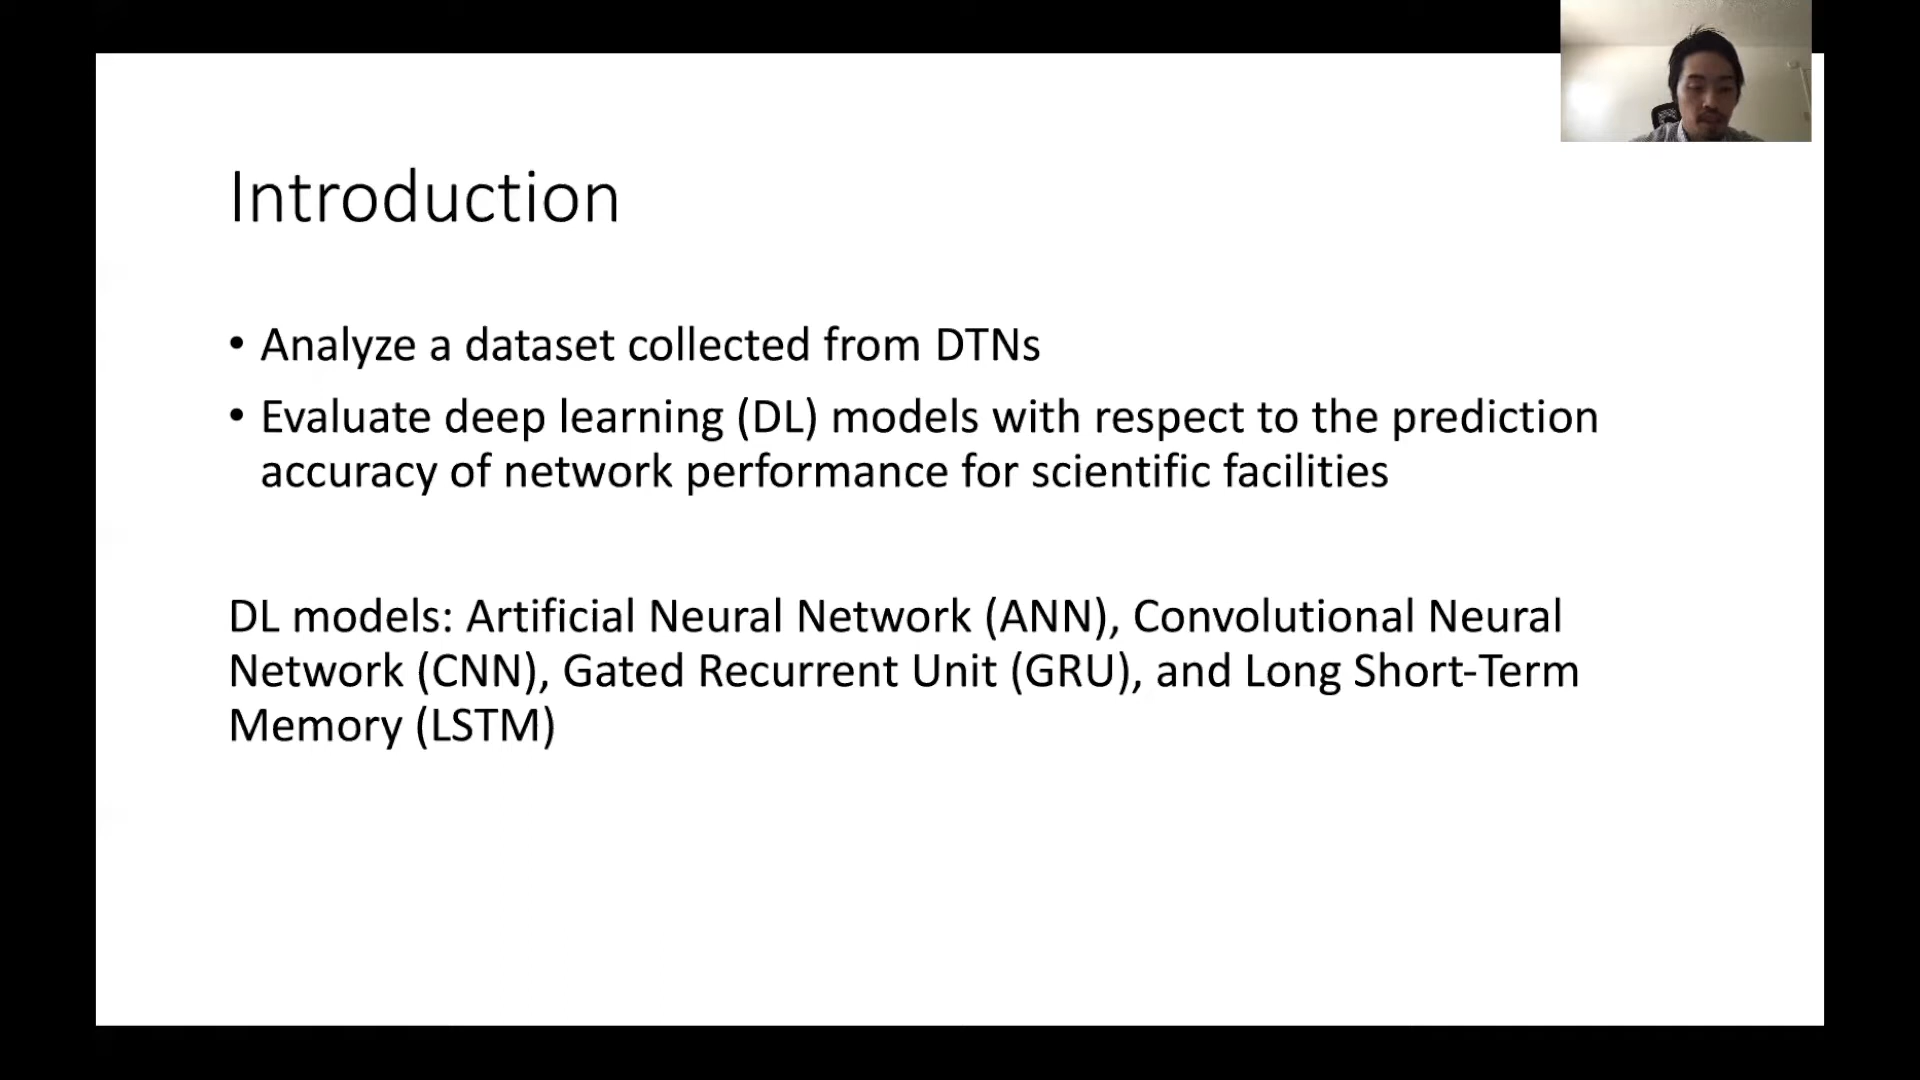 Introduction
• Analyze a dataset collected from DTNs
• Evaluate deep learning (DL) models with respect to the prediction
accuracy of network performance for scientific facilities
DL models: Artificial Neural Network (ANN), Convolutional Neural
Network (CNN), Gated Recurrent Unit (GRU), and Long Short-Term
Memory (LSTM)